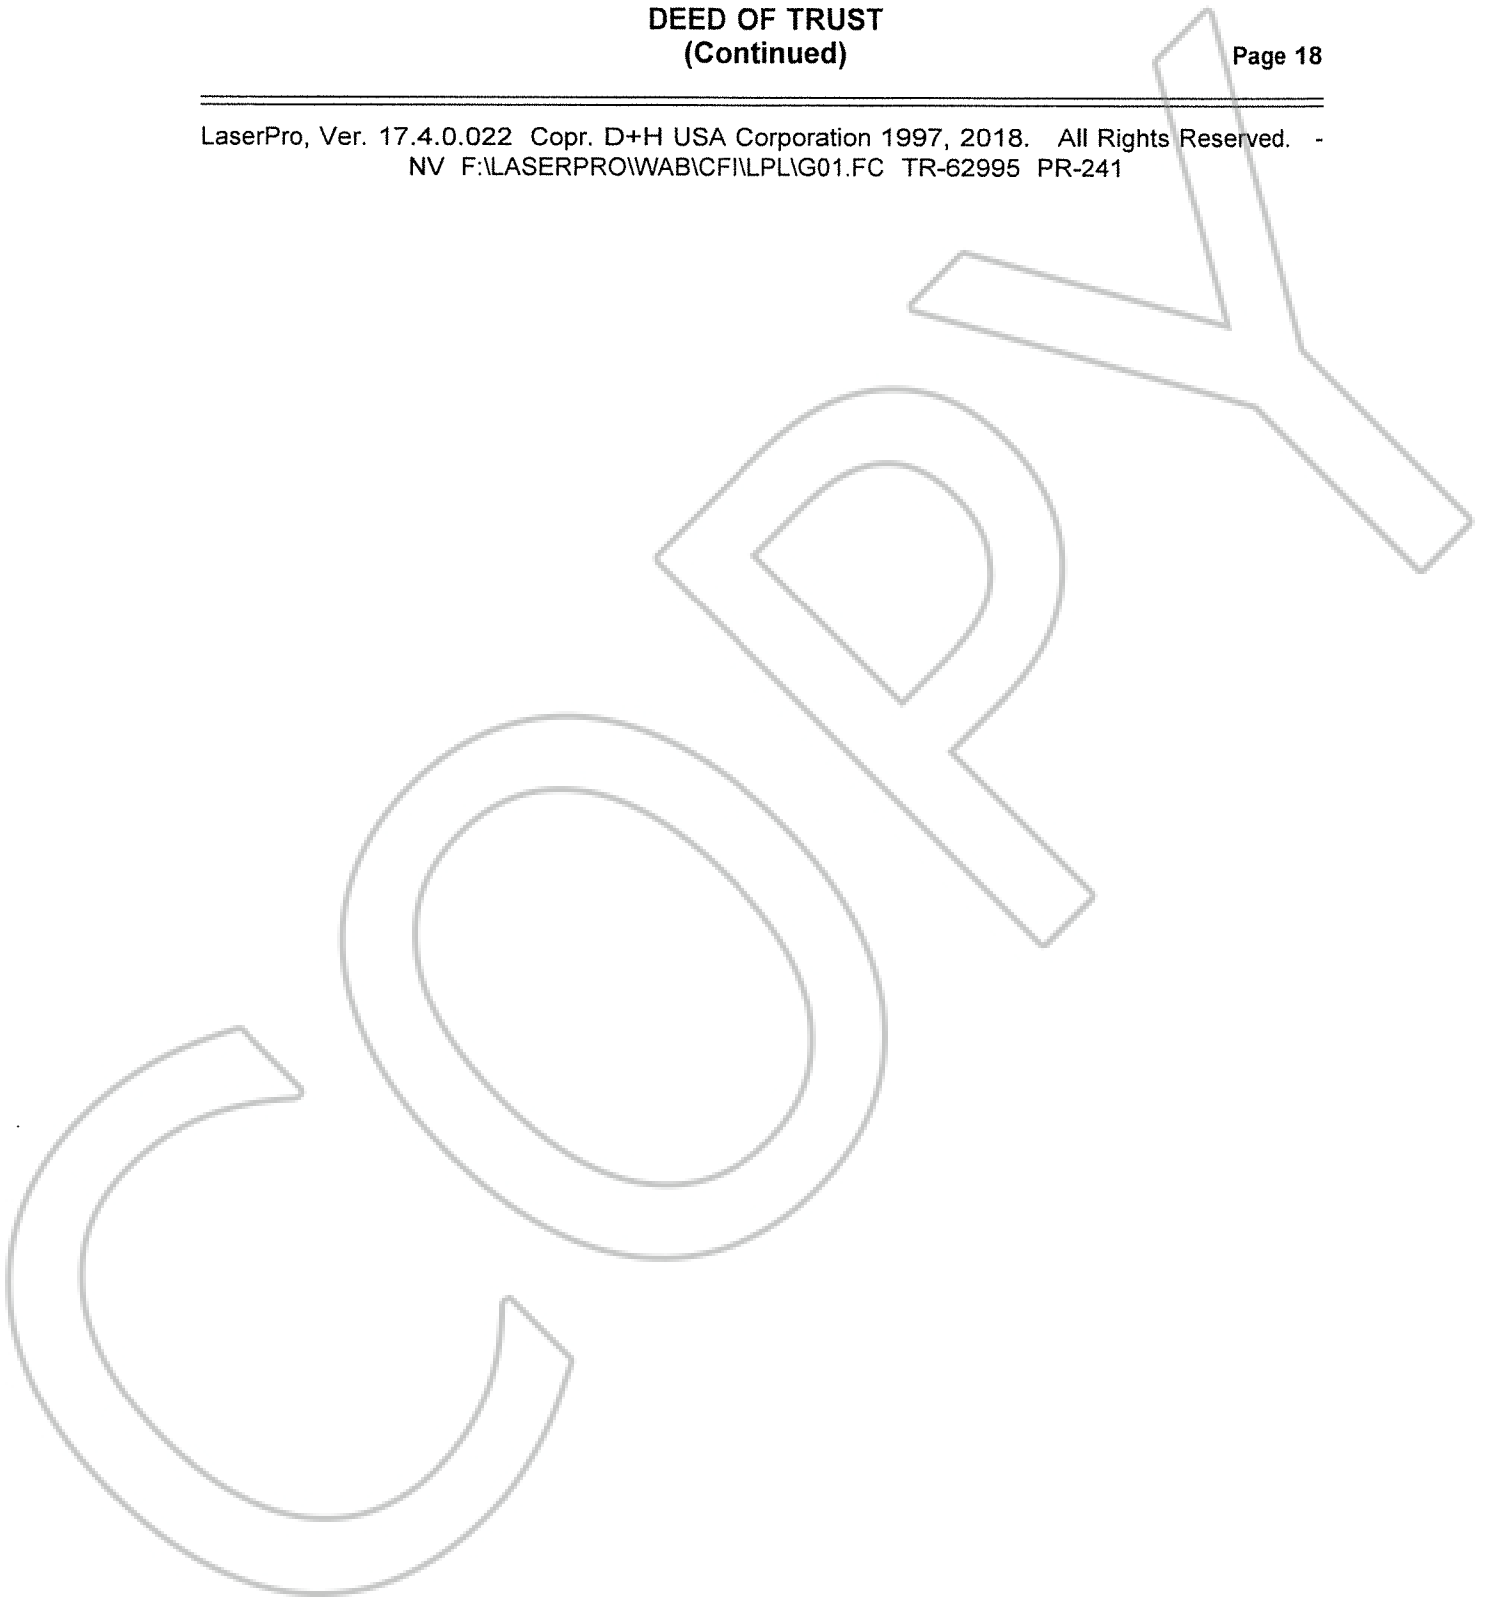 DEED OF TRUST
(Continued)
Page 18
LaserPro, Ver. 17.4.0.022 Copr. D+H USA Corporation 1997, 2018. All Rights Reserved. -
NV F:\LASERPRO\WAB\CFI\LPL\G01.FC TR-62995 PR-241
COPY